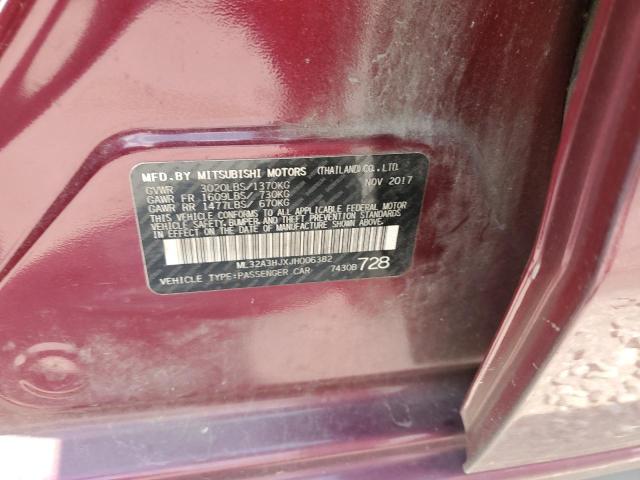 MFD.BY MITSUBISHI MOTORS (THAILAND)CO.,LTD.
GVWR 3020LBS/1370KG NOV 2017
GAWR FR 1609LBS/ 730KG
GAWR RR 1477LBS/ 670KG
THIS VEHICLE CONFORMS TO ALL APPLICABLE FEDERAL MOTOR
VEHICLE SAFETY, BUMPER, AND THEFT PREVENTION STANDARDS
IN EFFECT ON THE DATE OF MANUFACTURE SHOWN ABOVE.
ML32A3HJXJH006382
VEHICLE TYPE:PASSENGER CAR 7430B 728